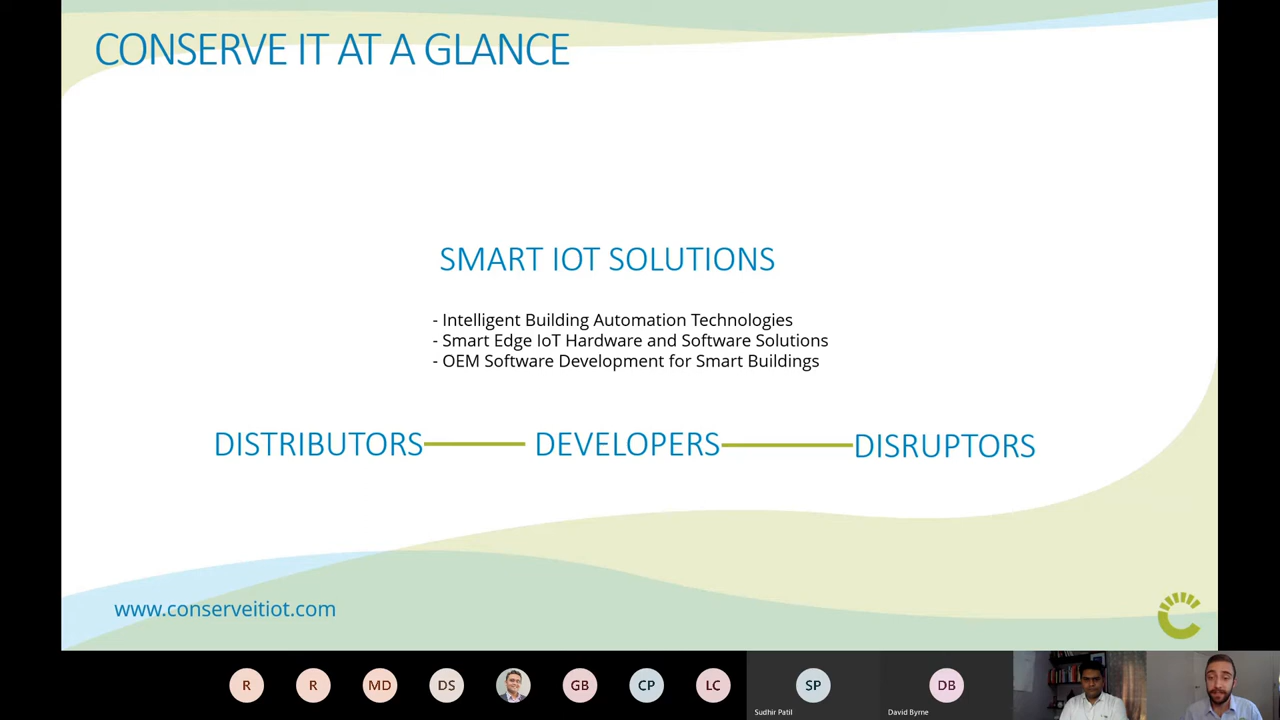 CONSERVE IT AT A GLANCE
SMART IOT SOLUTIONS
- Intelligent Building Automation Technologies
- Smart Edge IoT Hardware and Software Solutions
- OEM Software Development for Smart Buildings
DISTRIBUTORS DEVELOPERS DISRUPTORS
www.conserveitiot.com
R R MD DS GB CP LC SP DB
Sudhir Patil David Byrne